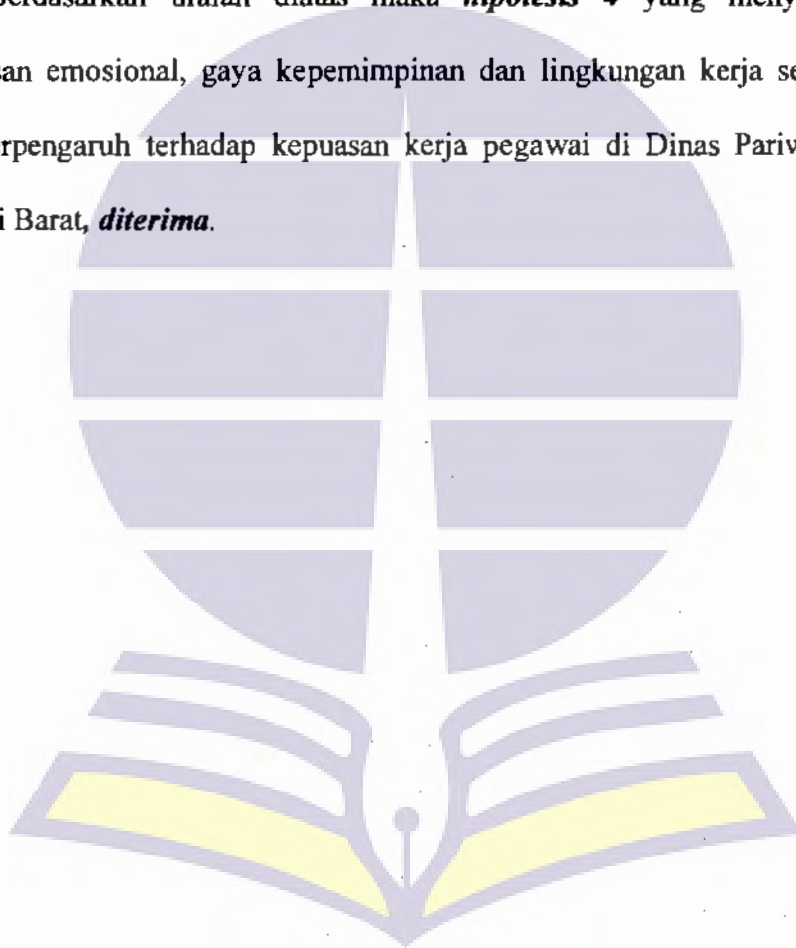 berdasarkan uraian diatas maka hipotesis 4 yang meny
san emosional, gaya kepemimpinan dan lingkungan kerja se
rpengaruh terhadap kepuasan kerja pegawai di Dinas Pariw
i Barat, diterima.